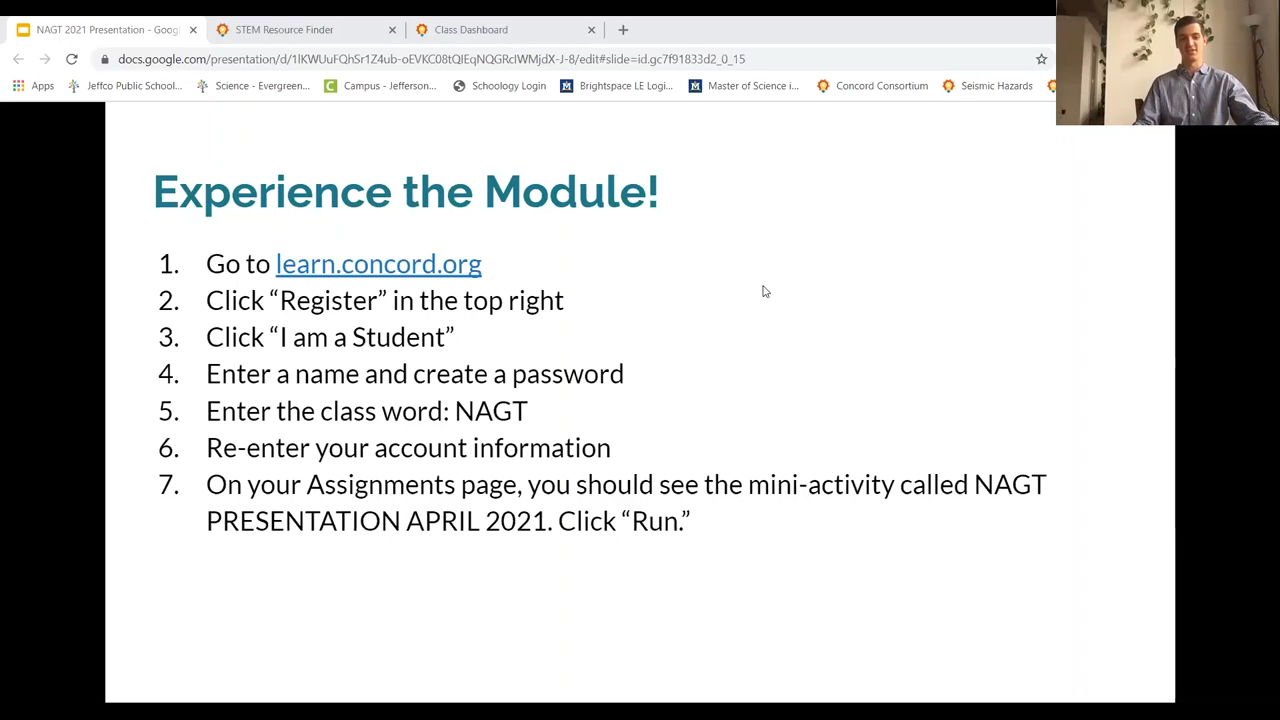 NAGT 2021 Presentation - Goog
STEM Resource Finder
Class Dashboard
docs.google.com/presentation/d/1lKWUuFQhSr1Z4ub-oEVKC08tQIEqNQcSRcIWMjdX-J-8/edit#slide=id.gc7f91833d2_0_15
Apps
Jeffco Public School...
Science - Evergreen...
Campus - Jefferson...
Schoology Login
Brightspace LE Logi...
Master of Science i...
Concord Consortium
Seismic Hazards
Experience the Module!
1. Go to learn.concord.org
2. Click “Register” in the top right
3. Click “I am a Student”
4. Enter a name and create a password
5. Enter the class word: NAGT
6. Re-enter your account information
7. On your Assignments page, you should see the mini-activity called NAGT
PRESENTATION APRIL 2021. Click “Run.”